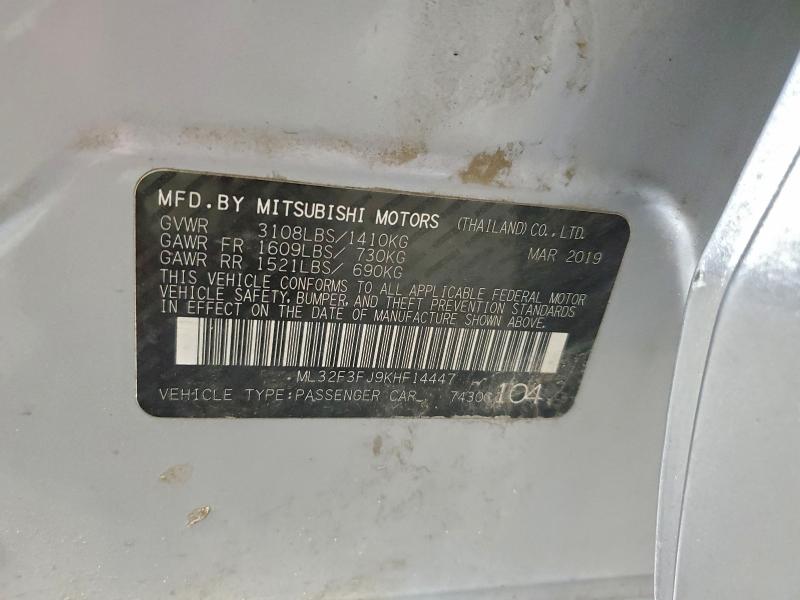 MFD. BY MITSUBISHI MOTORS (THAILAND) CO., LTD.
GVWR 3108LBS/1410KG MAR 2019
GAWR FR 1609LBS/ 730KG
GAWR RR 1521LBS/ 690KG
THIS VEHICLE CONFORMS TO ALL APPLICABLE FEDERAL MOTOR
VEHICLE SAFETY, BUMPER, AND THEFT PREVENTION STANDARDS
IN EFFECT ON THE DATE OF MANUFACTURE SHOWN ABOVE.
ML32F3FJ9KHF14447
VEHICLE TYPE:PASSENGER CAR 104